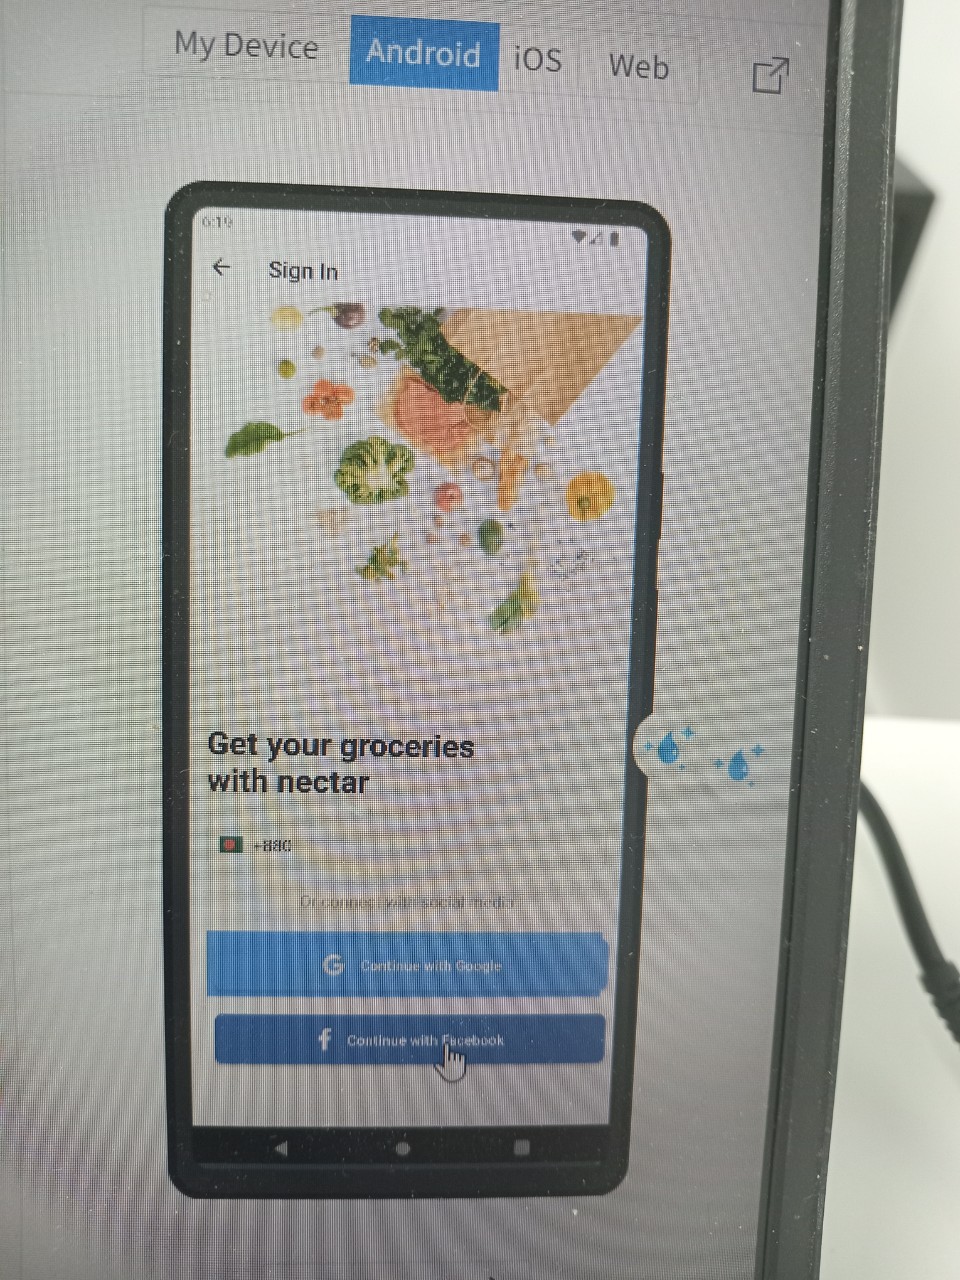 My Device
Android
iOS
Web
6:19
Sign In
Get your groceries
with nectar
+880
Or connect with social media
G Continue with Google
f Continue with Facebook